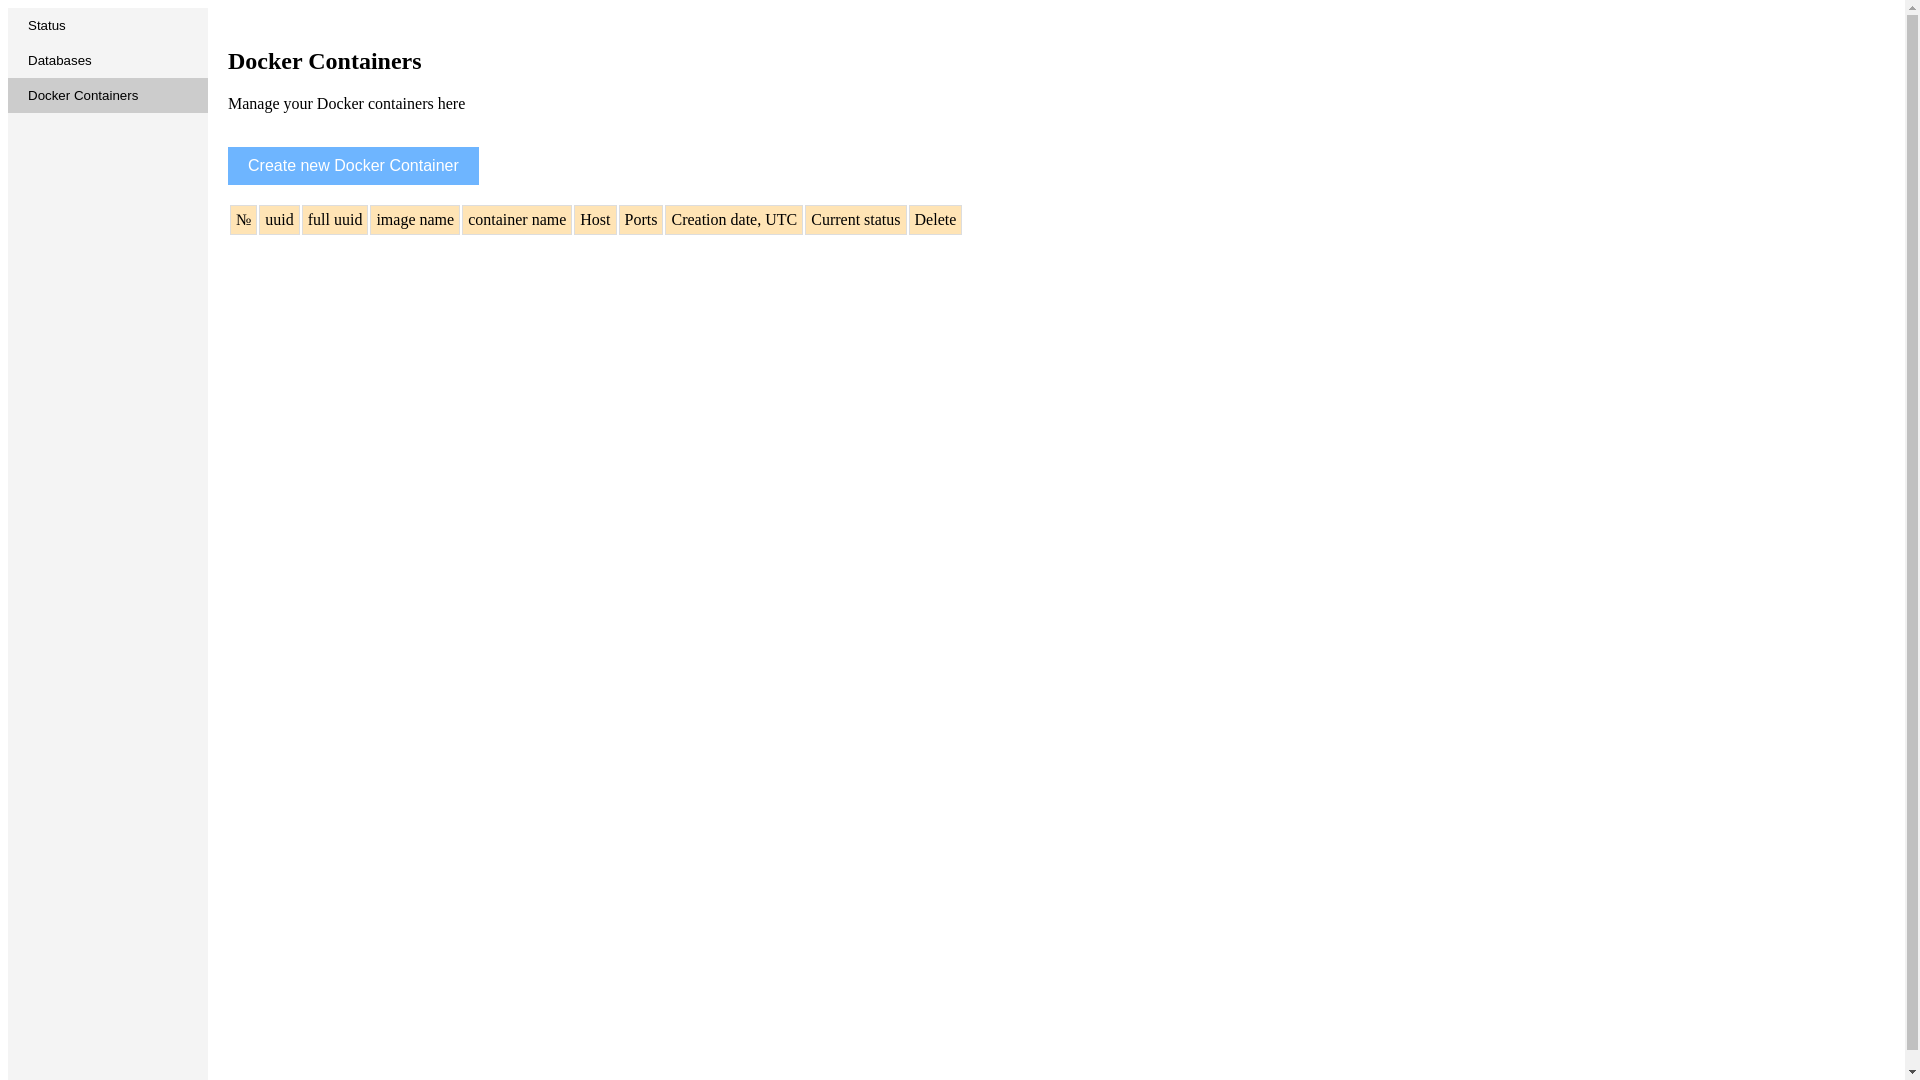 Status
Databases
Docker Containers
Docker Containers
Manage your Docker containers here
Create new Docker Container
№ uuid full uuid image name container name Host Ports Creation date, UTC Current status Delete